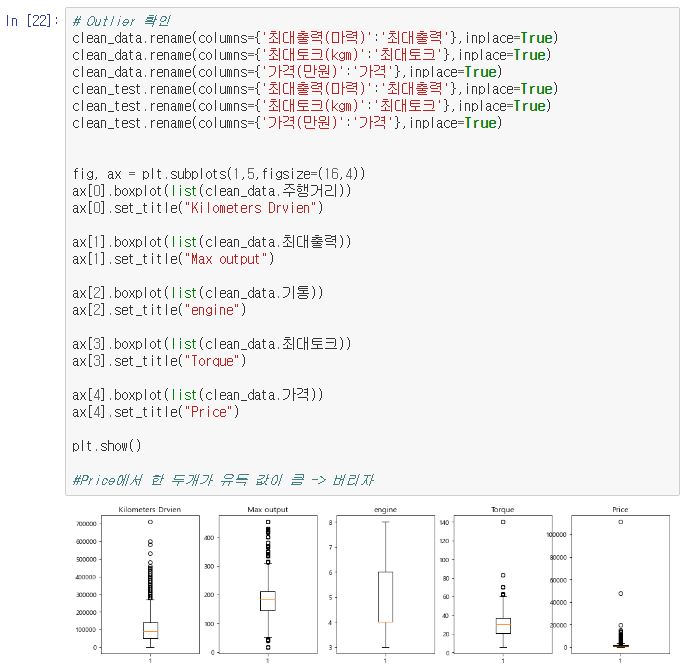 In [22]:
# Outlier 확인
clean_data.rename(columns={'최대출력(마력)':'최대출력'},inplace=True)
clean_data.rename(columns={'최대토크(kgm)':'최대토크'},inplace=True)
clean_data.rename(columns={'가격(만원)':'가격'},inplace=True)
clean_test.rename(columns={'최대출력(마력)':'최대출력'},inplace=True)
clean_test.rename(columns={'최대토크(kgm)':'최대토크'},inplace=True)
clean_test.rename(columns={'가격(만원)':'가격'},inplace=True)
fig, ax = plt.subplots(1,5,figsize=(16,4))
ax[0].boxplot(list(clean_data.주행거리))
ax[0].set_title("Kilometers Drvien")
ax[1].boxplot(list(clean_data.최대출력))
ax[1].set_title("Max output")
ax[2].boxplot(list(clean_data.기통))
ax[2].set_title("engine")
ax[3].boxplot(list(clean_data.최대토크))
ax[3].set_title("Torque")
ax[4].boxplot(list(clean_data.가격))
ax[4].set_title("Price")
plt.show()
#Price에서 한 두개가 유독 값이 큼 -> 버리자
Kilometers Drvien
700000
600000
500000
400000
300000
200000
100000
0
1
Max output
400
300
200
100
0
1
engine
8
7
6
5
4
3
1
Torque
140
120
100
80
60
40
20
0
1
Price
100000
80000
60000
40000
20000
0
1